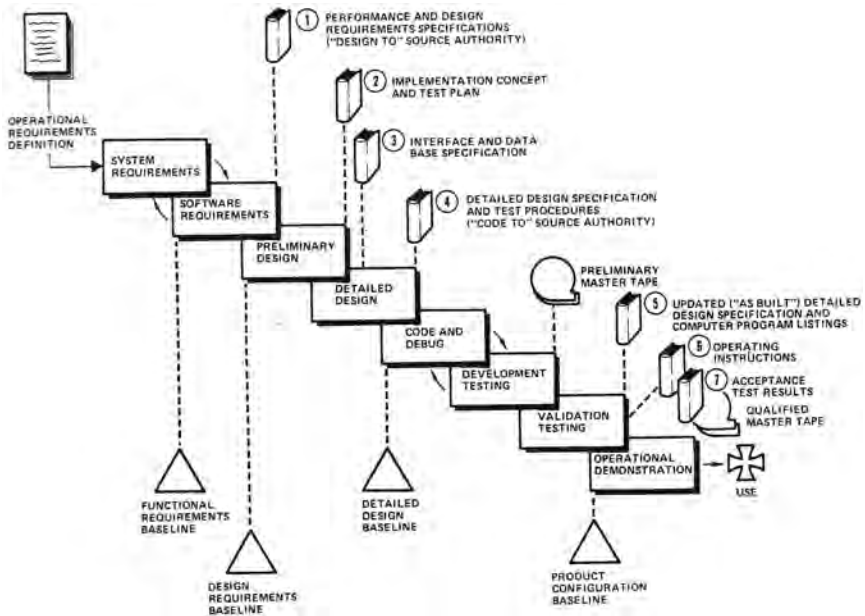 1 PERFORMANCE AND DESIGN
REQUIREMENTS SPECIFICATIONS
("DESIGN TO" SOURCE AUTHORITY)
2 IMPLEMENTATION CONCEPT
AND TEST PLAN
OPERATIONAL
REQUIREMENTS
DEFINITION
3 INTERFACE AND DATA
BASE SPECIFICATION
SYSTEM
REQUIREMENTS
SOFTWARE
REQUIREMENTS
4 DETAILED DESIGN SPECIFICATION
AND TEST PROCEDURES
("CODE TO" SOURCE AUTHORITY)
PRELIMINARY
DESIGN
PRELIMINARY
MASTER TAPE
DETAILED
DESIGN
5 UPDATED ("AS BUILT") DETAILED
DESIGN SPECIFICATION AND
COMPUTER PROGRAM LISTINGS
CODE AND
DEBUG
6 OPERATING
INSTRUCTIONS
DEVELOPMENT
TESTING
7 ACCEPTANCE
TEST RESULTS
VALIDATION
TESTING
QUALIFIED
MASTER TAPE
OPERATIONAL
DEMONSTRATION
USE
FUNCTIONAL
REQUIREMENTS
BASELINE
DETAILED
DESIGN
BASELINE
DESIGN
REQUIREMENTS
BASELINE
PRODUCT
CONFIGURATION
BASELINE